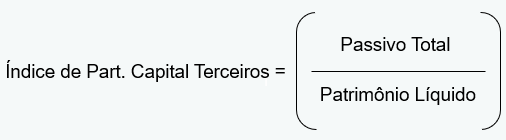 Passivo Total
Índice de Part. Capital Terceiros =
Patrimônio Líquido